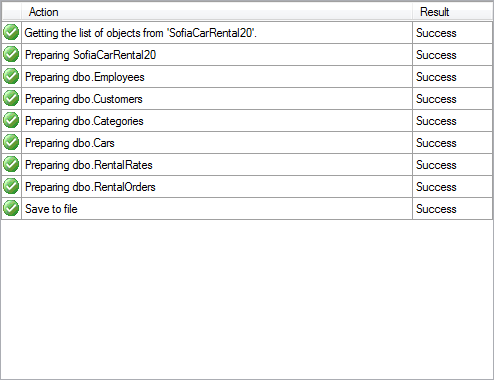 Action Result
Getting the list of objects from 'SofiaCarRental20'. Success
Preparing SofiaCarRental20 Success
Preparing dbo.Employees Success
Preparing dbo.Customers Success
Preparing dbo.Categories Success
Preparing dbo.Cars Success
Preparing dbo.RentalRates Success
Preparing dbo.RentalOrders Success
Save to file Success